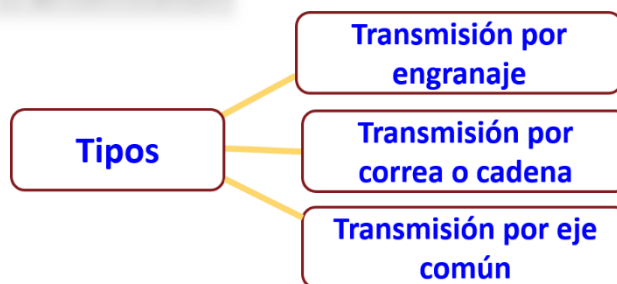 Transmisión por
engranaje
Tipos
Transmisión por
correa o cadena
Transmisión por eje
común